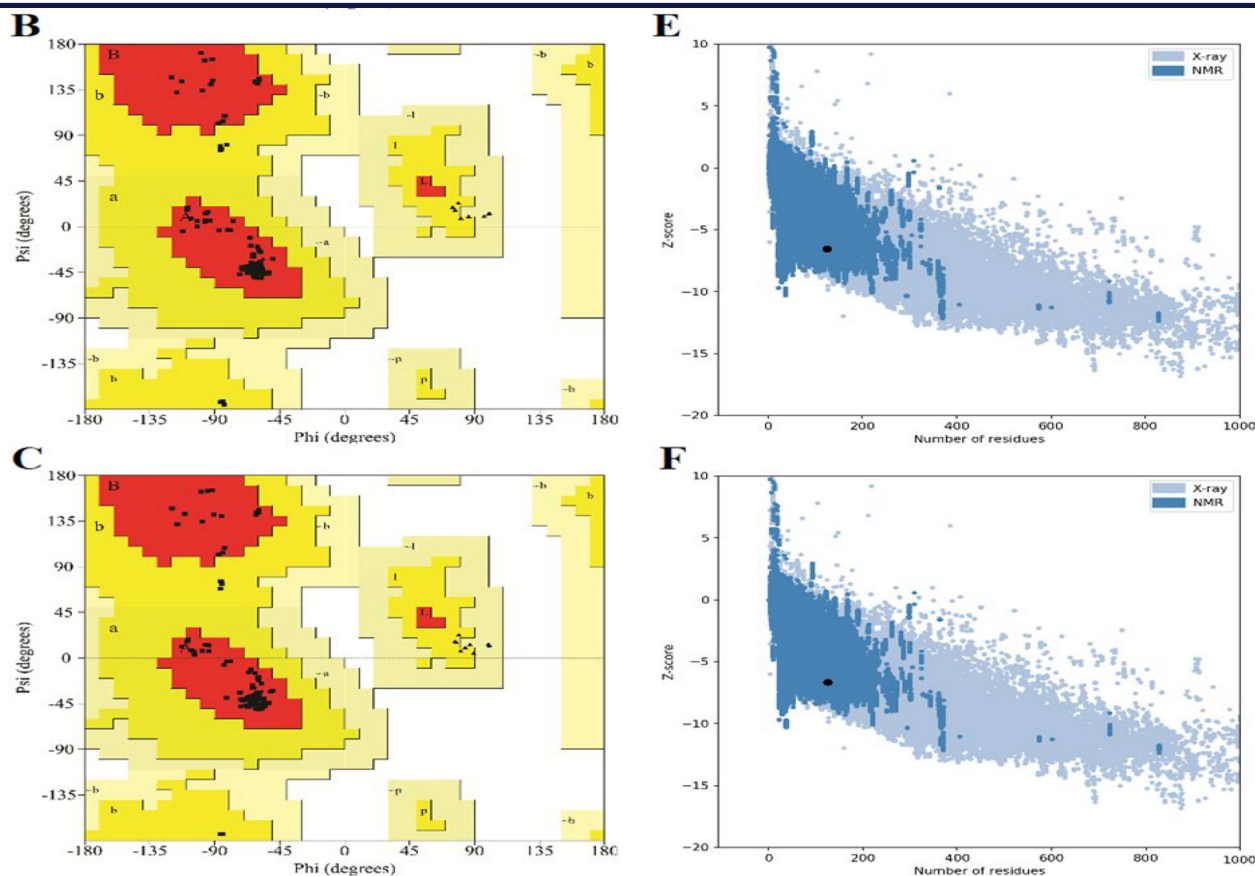 B
180
135
90
45
0
-45
-90
-135
Psi (degrees)
B
b
~b
~b
b
~l
l
L
a
A
~a
~b
b
~p
p
~b
-180
-135
-90
-45
0
45
90
135
180
Phi (degrees)
E
10
5
0
−5
−10
−15
−20
Z-score
X-ray
NMR
0
200
400
600
800
1000
Number of residues
C
180
135
90
45
0
-45
-90
-135
Psi (degrees)
B
b
~b
~b
b
~l
l
L
a
A
~a
~b
b
~p
p
~b
-180
-135
-90
-45
0
45
90
135
180
Phi (degrees)
F
10
5
0
−5
−10
−15
−20
Z-score
X-ray
NMR
0
200
400
600
800
1000
Number of residues